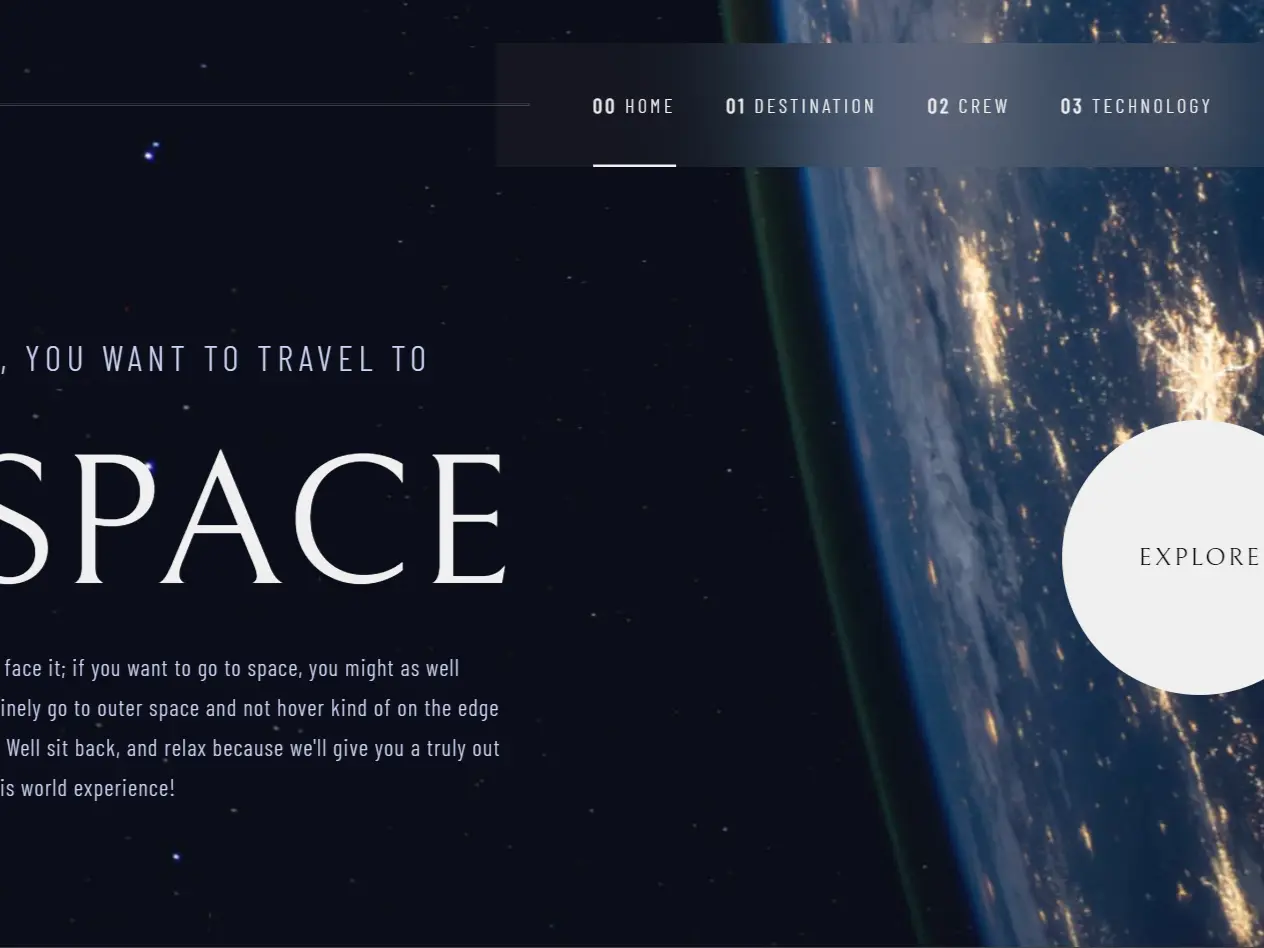 00 HOME 01 DESTINATION 02 CREW 03 TECHNOLOGY
, YOU WANT TO TRAVEL TO
SPACE
face it; if you want to go to space, you might as well
inely go to outer space and not hover kind of on the edge
Well sit back, and relax because we'll give you a truly out
is world experience!
EXPLORE